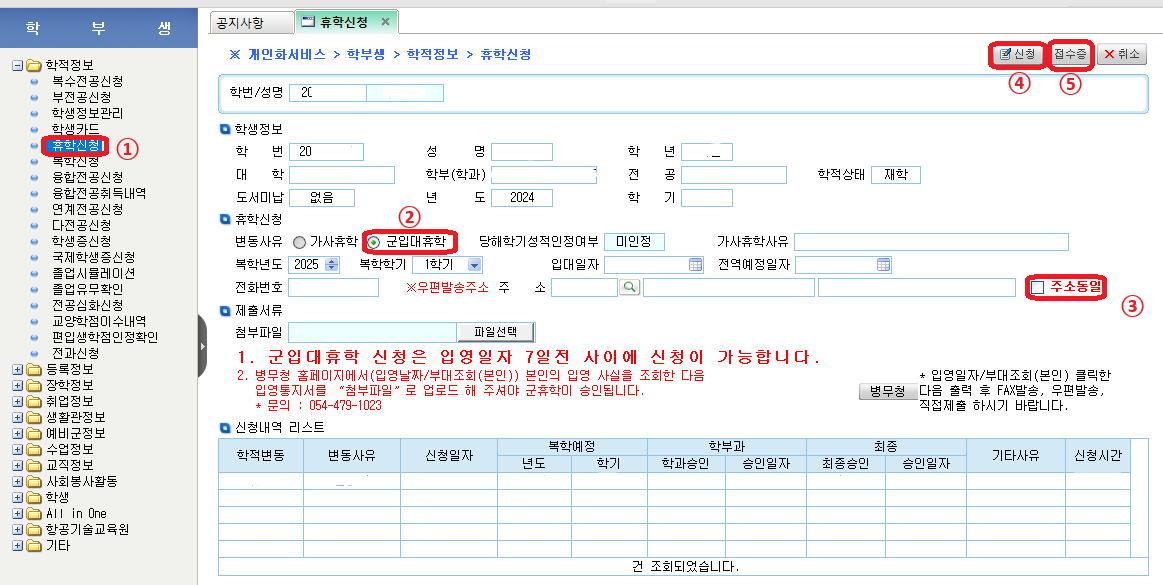 학 부 생
공지사항
휴학신청
※ 개인화서비스 > 학부생 > 학적정보 > 휴학신청
신청
접수증
취소
④
⑤
학번/성명 20
학적정보
복수전공신청
부전공신청
학생정보관리
학생카드
휴학신청
①
복학신청
융합전공신청
융합전공취득내역
연계전공신청
다전공신청
학생증신청
국제학생증신청
졸업시뮬레이션
졸업유무확인
전공심화신청
교양학점이수내역
편입생학점인정확인
전과신청
등록정보
장학정보
취업정보
생활관정보
예비군정보
수업정보
교직정보
사회봉사활동
학생
All in One
항공기술교육원
기타
학생정보
학 번 20 성 명 학 년
대 학 학부(학과) 전 공 학적상태 재학
도서미납 없음 년 도 2024 학 기
휴학신청
②
변동사유 가사휴학 군입대휴학 당해학기성적인정여부 미인정 가사휴학사유
복학년도 2025 복학학기 1학기 입대일자 전역예정일자
전화번호 ※우편발송주소 주 소 주소동일
③
제출서류
첨부파일 파일선택
1. 군입대휴학 신청은 입영일자 7일전 사이에 신청이 가능합니다.
2. 병무청 홈페이지에서(입영날짜/부대조회(본인)) 본인의 입영 사실을 조회한 다음
입영통지서를 "첨부파일"로 업로드 해 주셔야 군휴학이 승인됩니다.
* 문의 : 054-479-1023
병무청
* 입영일자/부대조회(본인) 클릭한
다음 출력 후 FAX발송, 우편발송,
직접제출 하시기 바랍니다.
신청내역 리스트
학적변동 변동사유 신청일자 복학예정 학부과 최종 기타사유 신청시간
년도 학기 학과승인 승인일자 최종승인 승인일자
건 조회되었습니다.